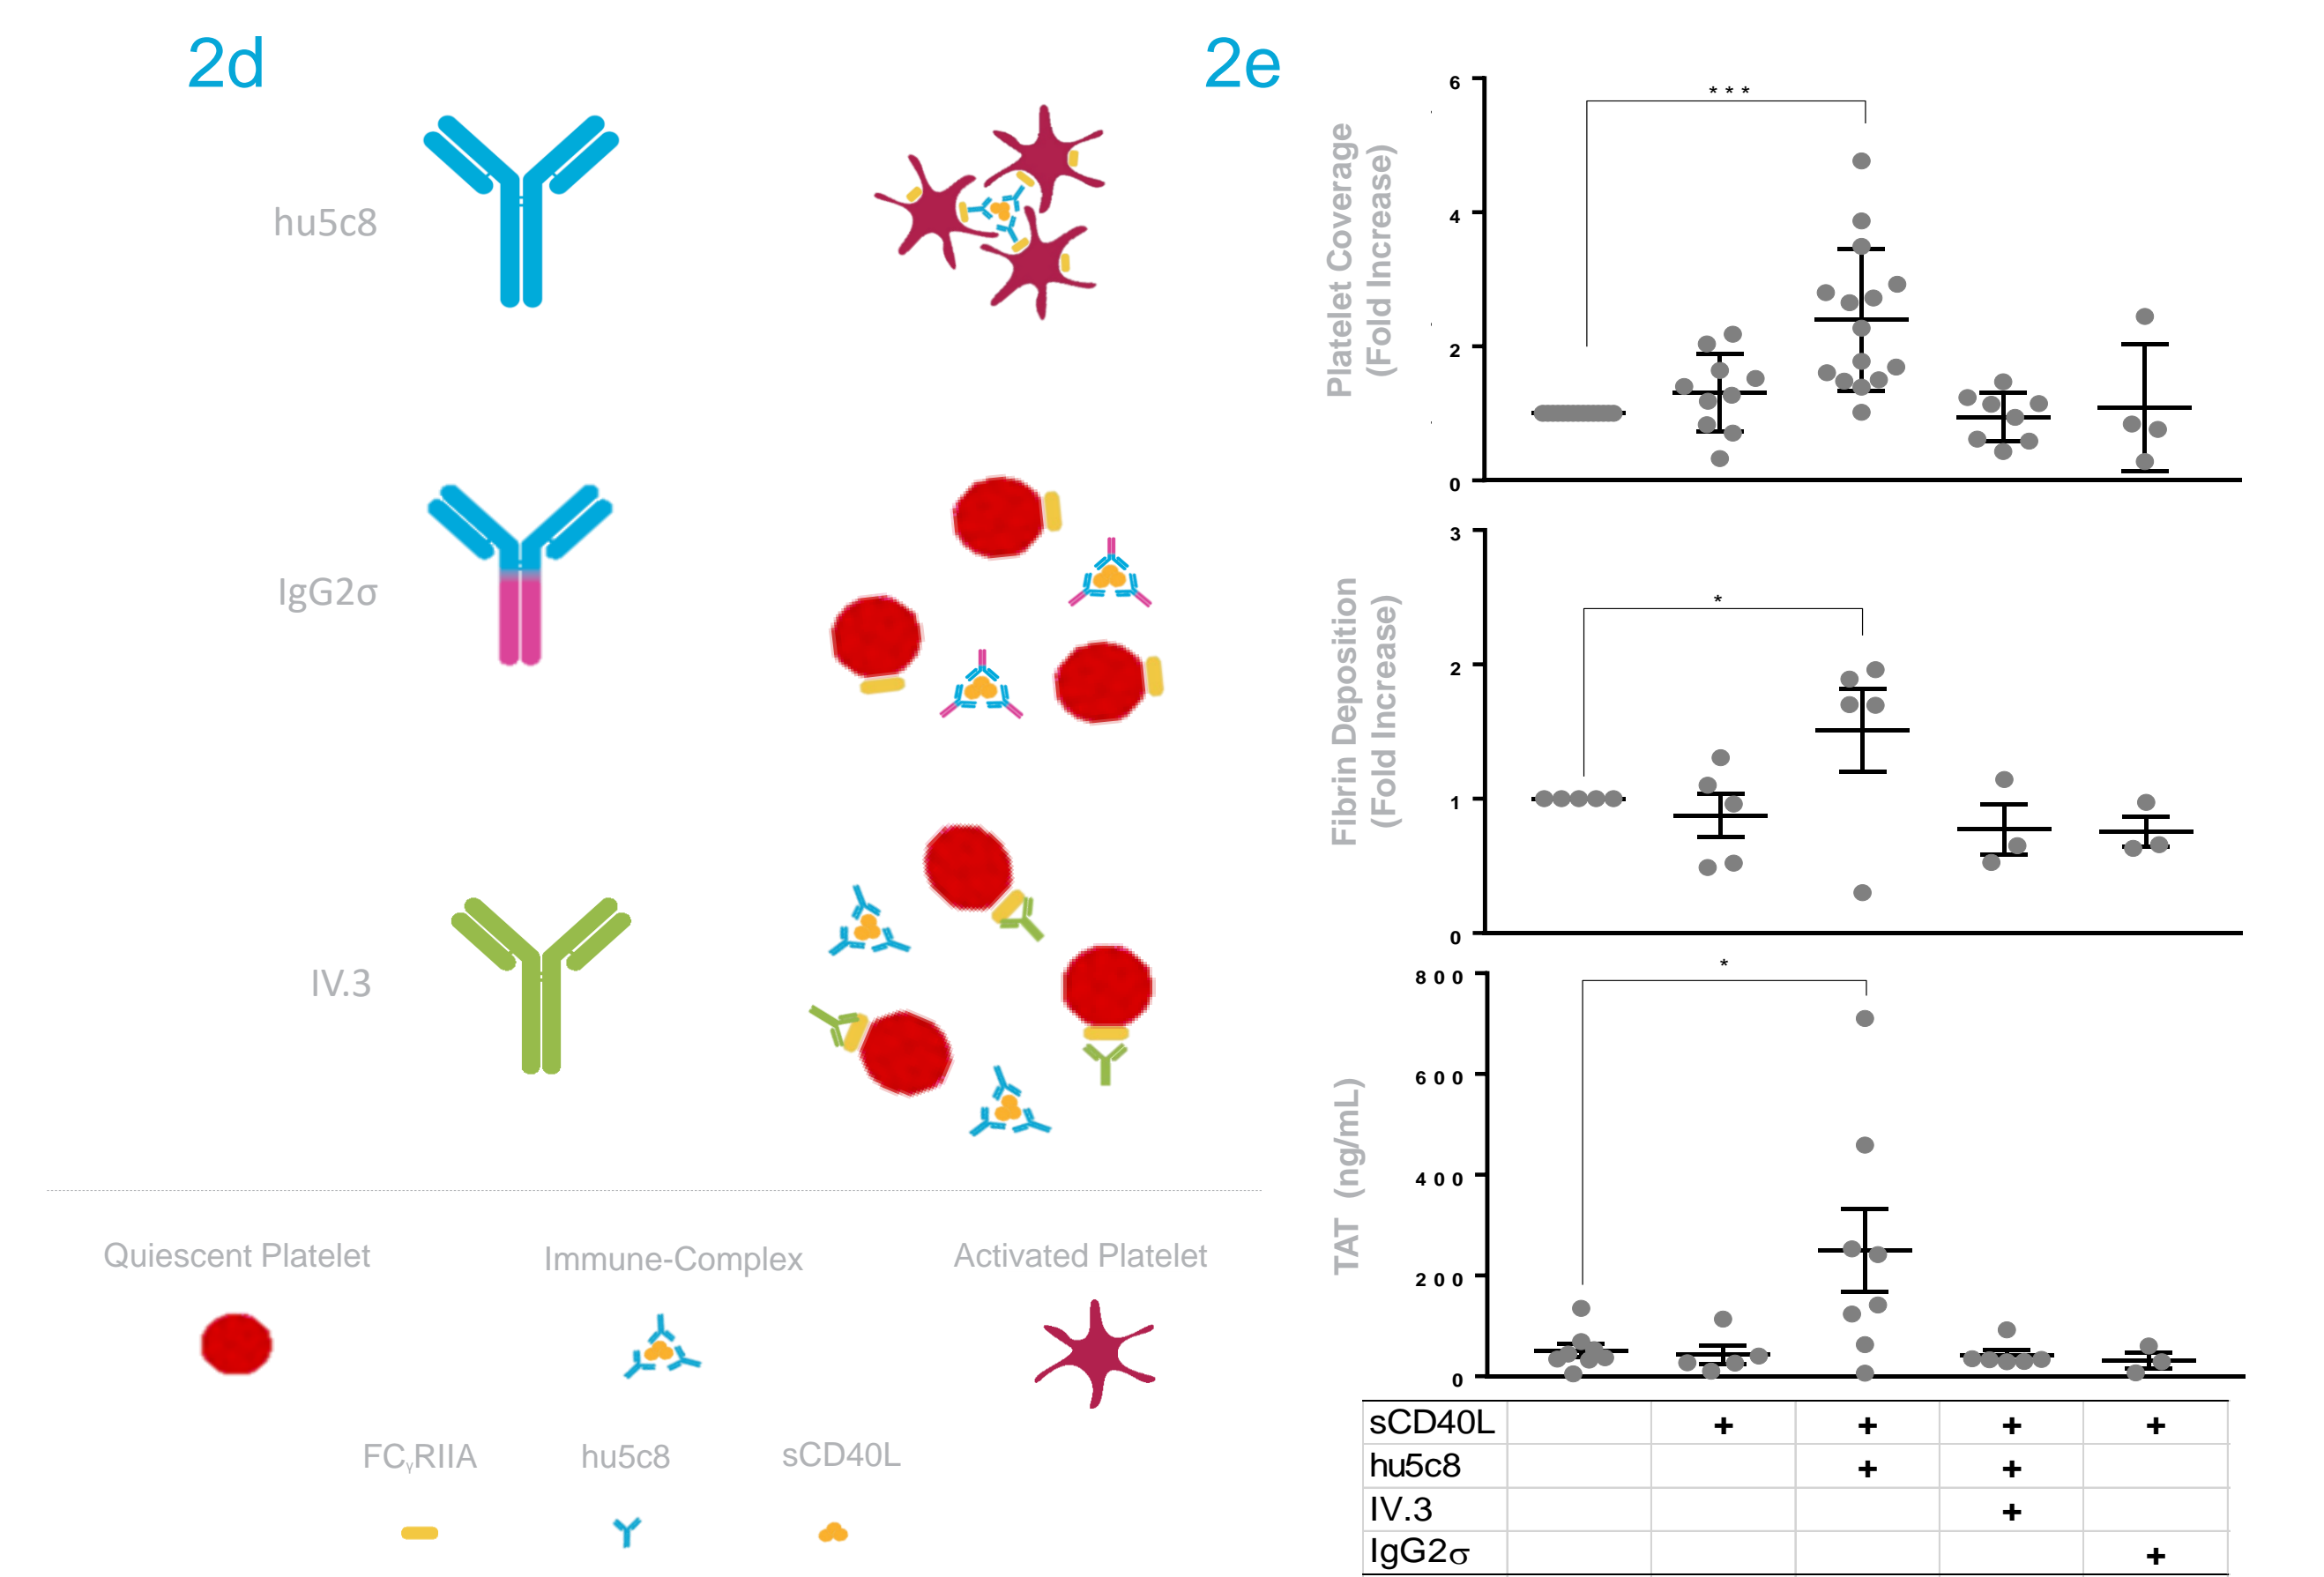 2d
hu5c8
IgG2σ
IV.3
Quiescent Platelet
Immune-Complex
Activated Platelet
FCγRIIA
hu5c8
sCD40L
2e
Platelet Coverage
(Fold Increase)
6
4
2
0
***
Fibrin Deposition
(Fold Increase)
3
2
1
0
*
TAT (ng/mL)
800
600
400
200
0
*
sCD40L + + + +
hu5c8 + +
IV.3 +
IgG2σ +